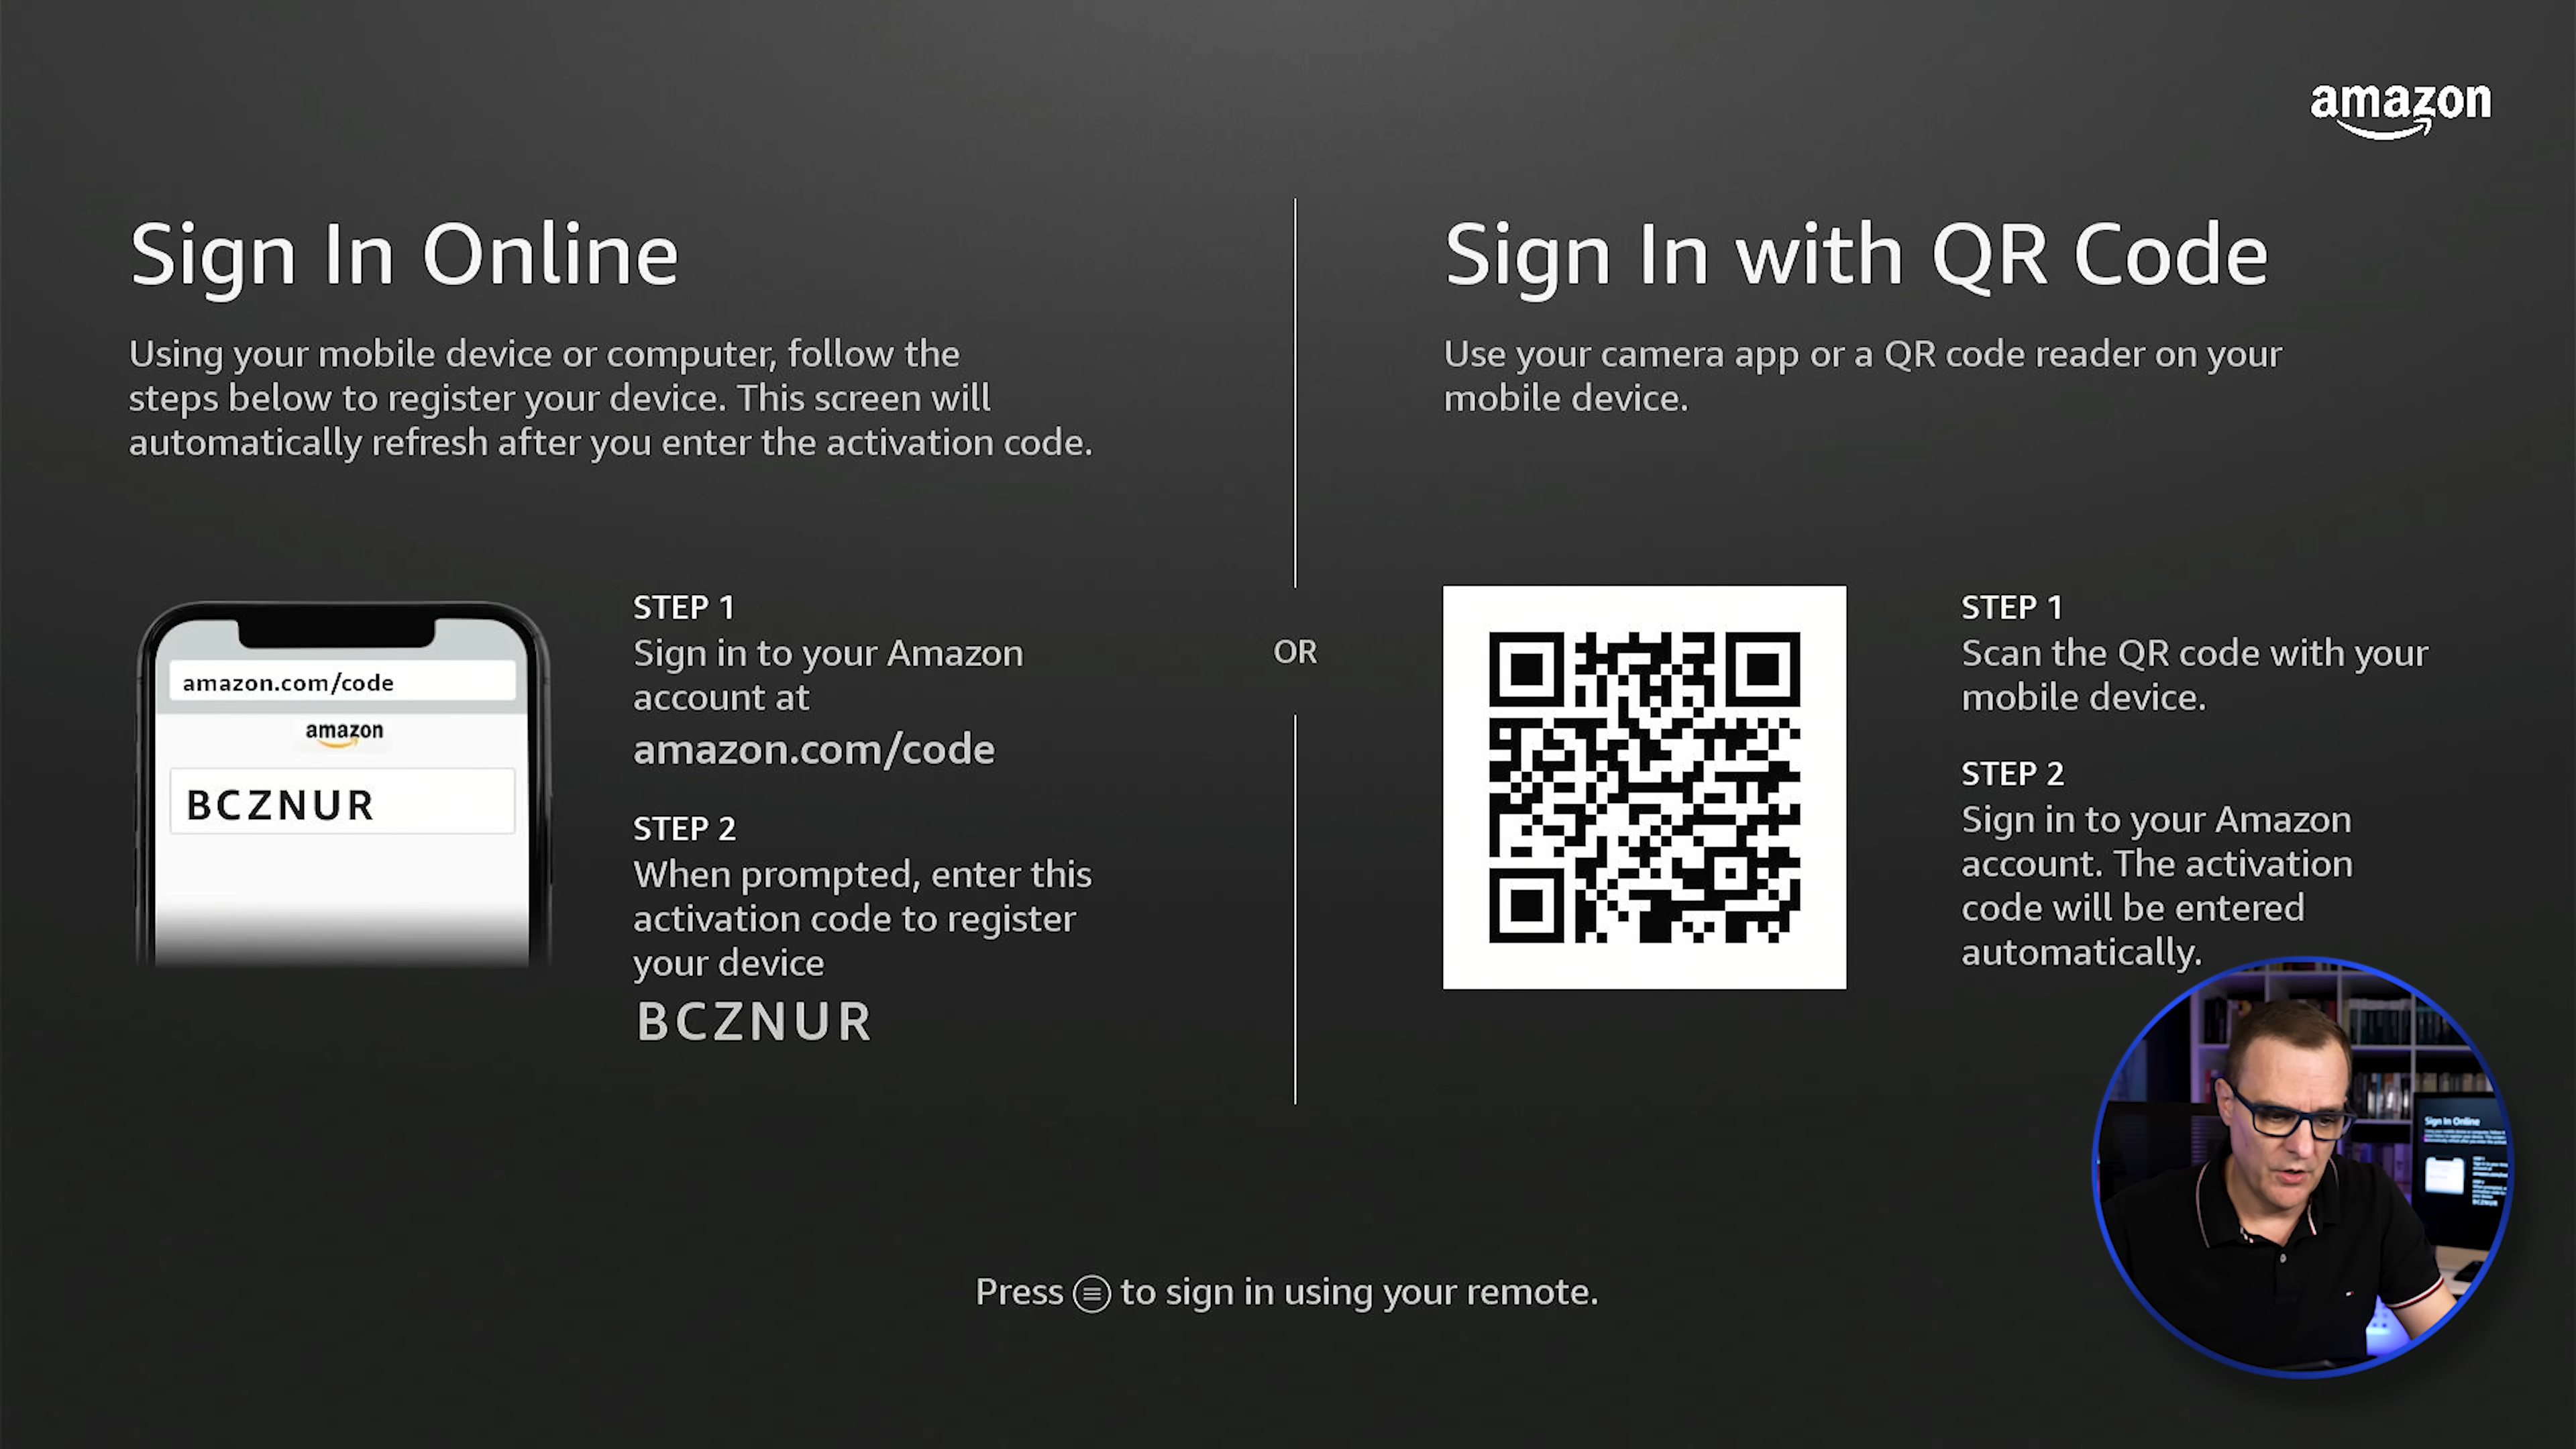 amazon
Sign In Online
Using your mobile device or computer, follow the
steps below to register your device. This screen will
automatically refresh after you enter the activation code.
amazon.com/code
amazon
BCZNUR
STEP 1
Sign in to your Amazon
account at
amazon.com/code
STEP 2
When prompted, enter this
activation code to register
your device
BCZNUR
OR
Sign In with QR Code
Use your camera app or a QR code reader on your
mobile device.
STEP 1
Scan the QR code with your
mobile device.
STEP 2
Sign in to your Amazon
account. The activation
code will be entered
automatically.
Sign In Online
BCZNUR
Press to sign in using your remote.